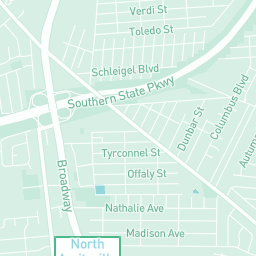 Verdi St
Toledo St
Schleigel Blvd
Southern State Pkwy
Dunbar St
Columbus Blvd
Tyrconnel St
Offaly St
Broadway
Nathalie Ave
Madison Ave
North